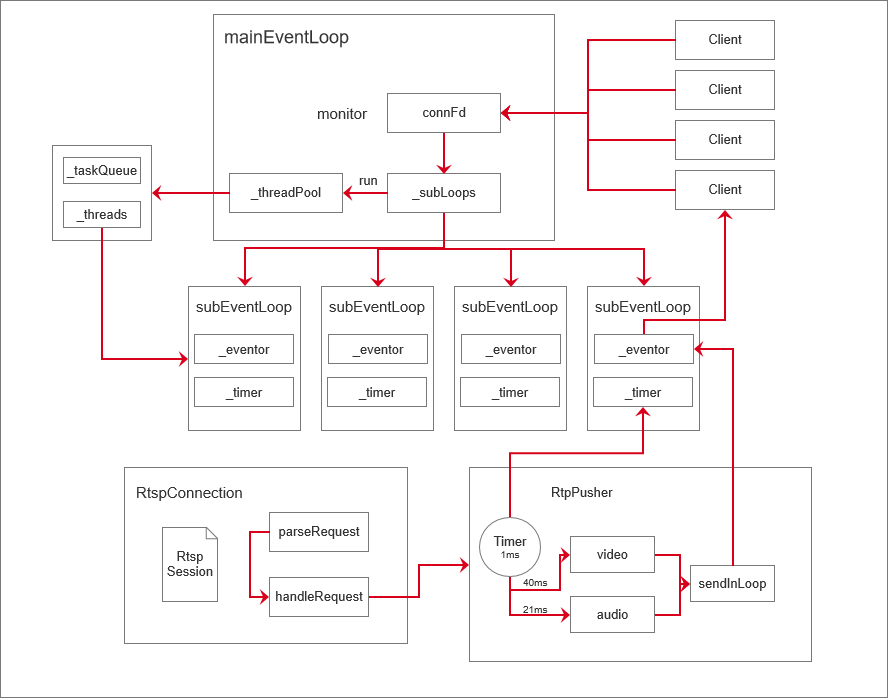 mainEventLoop
Client
Client
Client
Client
monitor
connFd
_taskQueue
_threads
_threadPool
run
_subLoops
subEventLoop
_eventor
_timer
subEventLoop
_eventor
_timer
subEventLoop
_eventor
_timer
subEventLoop
_eventor
_timer
RtspConnection
Rtsp
Session
parseRequest
handleRequest
RtpPusher
Timer
1ms
40ms
21ms
video
audio
sendInLoop